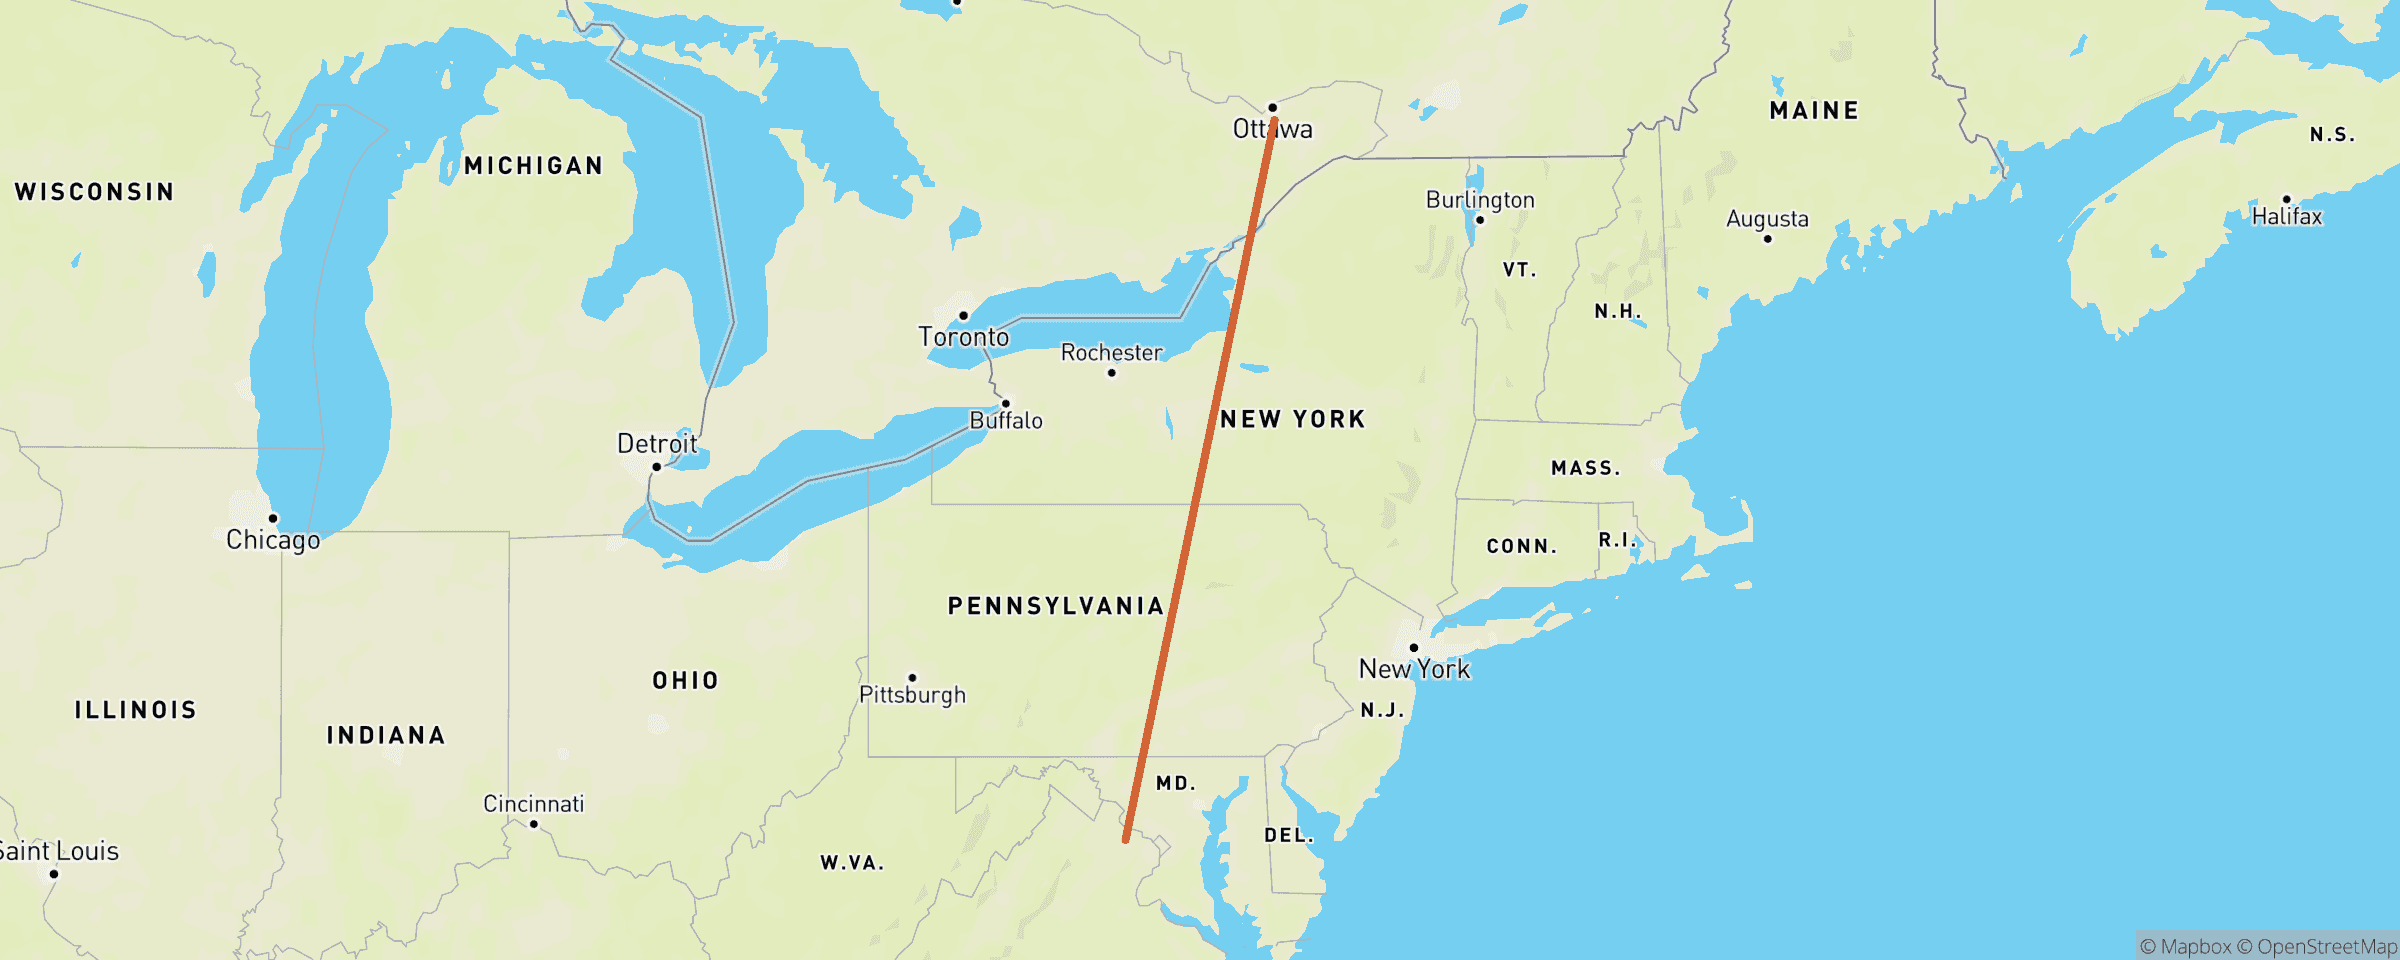 MAINE
Ottawa
N.S.
MICHIGAN
WISCONSIN
Burlington
Augusta
Halifax
VT.
N.H.
Toronto
Rochester
Buffalo
NEW YORK
Detroit
MASS.
Chicago
CONN.
R.I.
PENNSYLVANIA
New York
OHIO
Pittsburgh
ILLINOIS
N.J.
INDIANA
MD.
Cincinnati
DEL.
Saint Louis
W.VA.
© Mapbox © OpenStreetMap